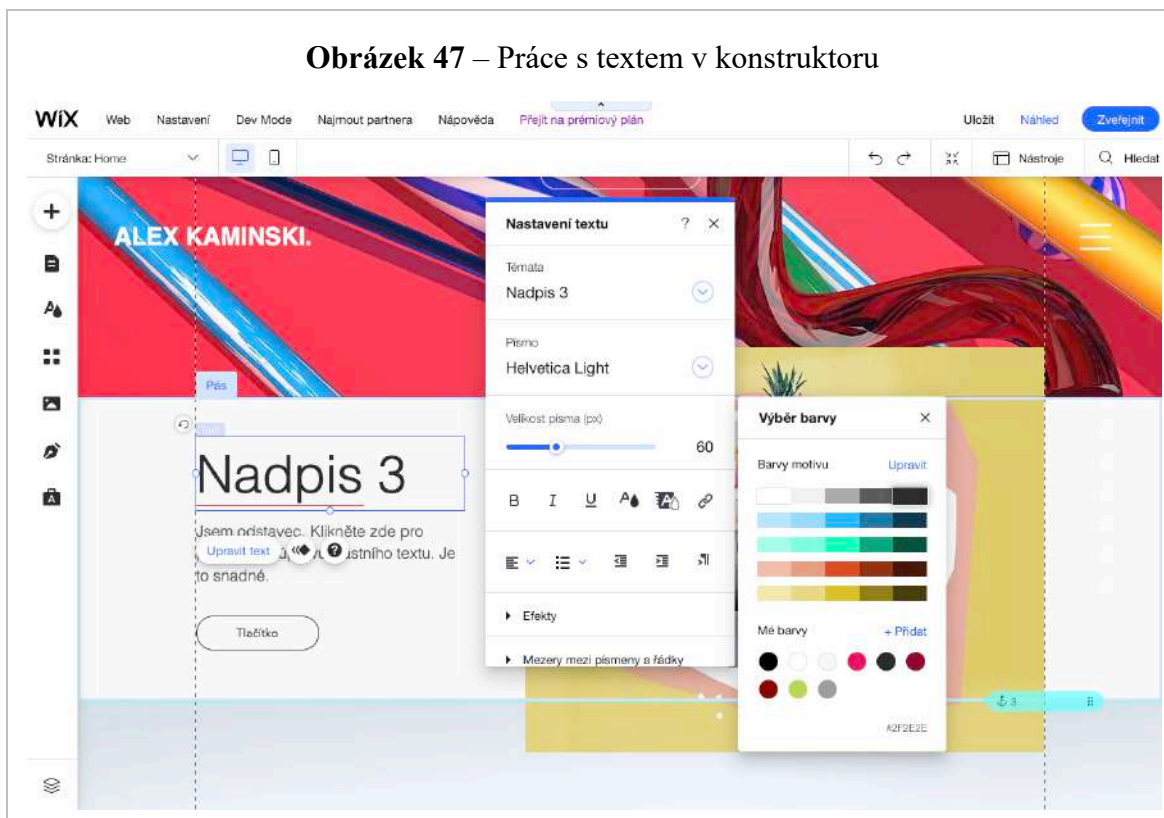 Obrázek 47 – Práce s textem v konstruktoru
WiX Web Nastavení Dev Mode Najmout partnera Nápověda Přejít na prémiový plán Uložit Náhled Zveřejnit
Stránka: Home Nástroje Hledat
ALEX KAMINSKI.
Nastavení textu ? ×
Témata
Nadpis 3
Písmo
Helvetica Light
Velikost písma (px)
60
B I U
Efekty
Mezery mezi písmeny a řádky
Pás
Text
Nadpis 3
Jsem odstavec. Klikněte zde pro
Upravit text
vlastního textu. Je
to snadné.
Tlačítko
Výběr barvy ×
Barvy motivu Upravit
Mé barvy + Přidat
#2F2E2E
3